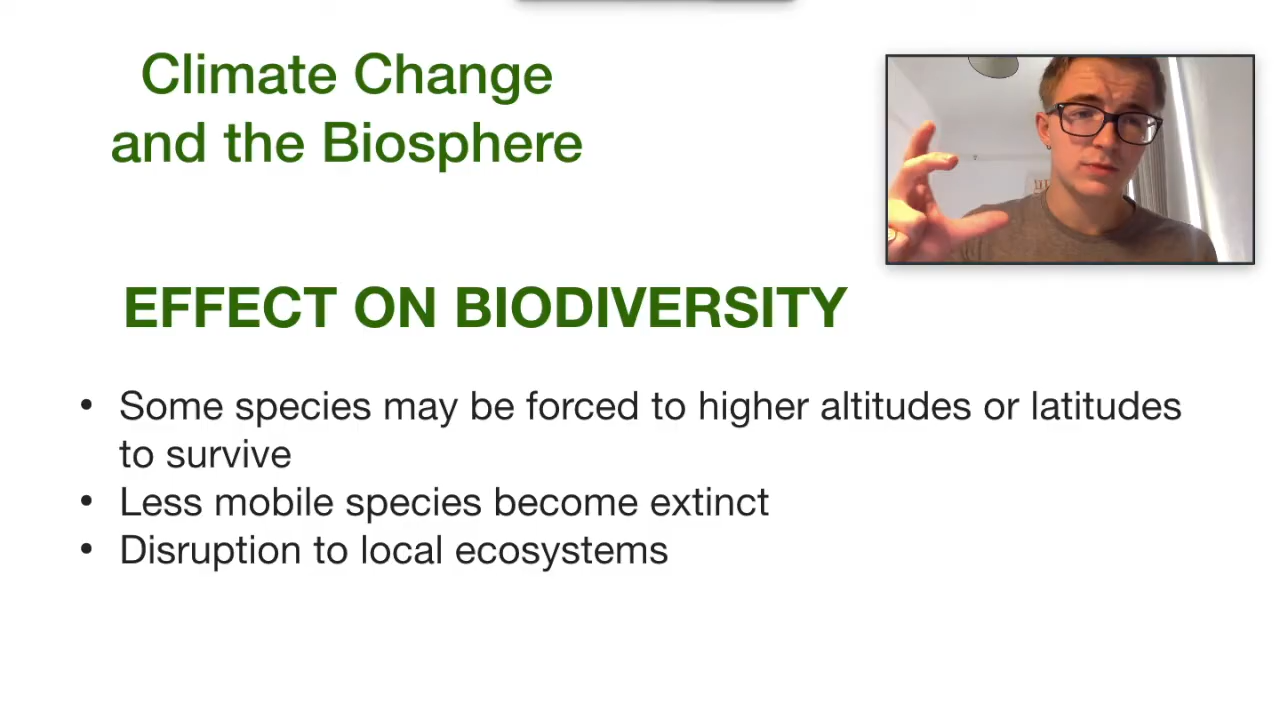 Climate Change
and the Biosphere
EFFECT ON BIODIVERSITY
• Some species may be forced to higher altitudes or latitudes
to survive
• Less mobile species become extinct
• Disruption to local ecosystems